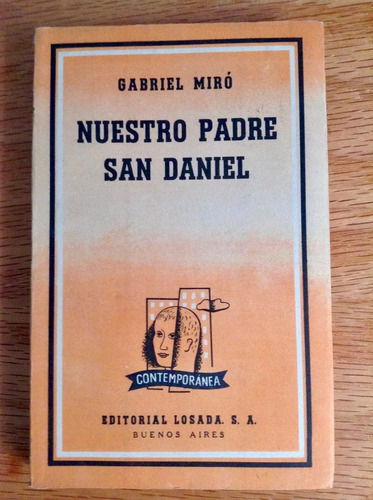 GABRIEL MIRÓ
NUESTRO PADRE
SAN DANIEL
CONTEMPORÁNEA
EDITORIAL LOSADA. S. A.
BUENOS AIRES